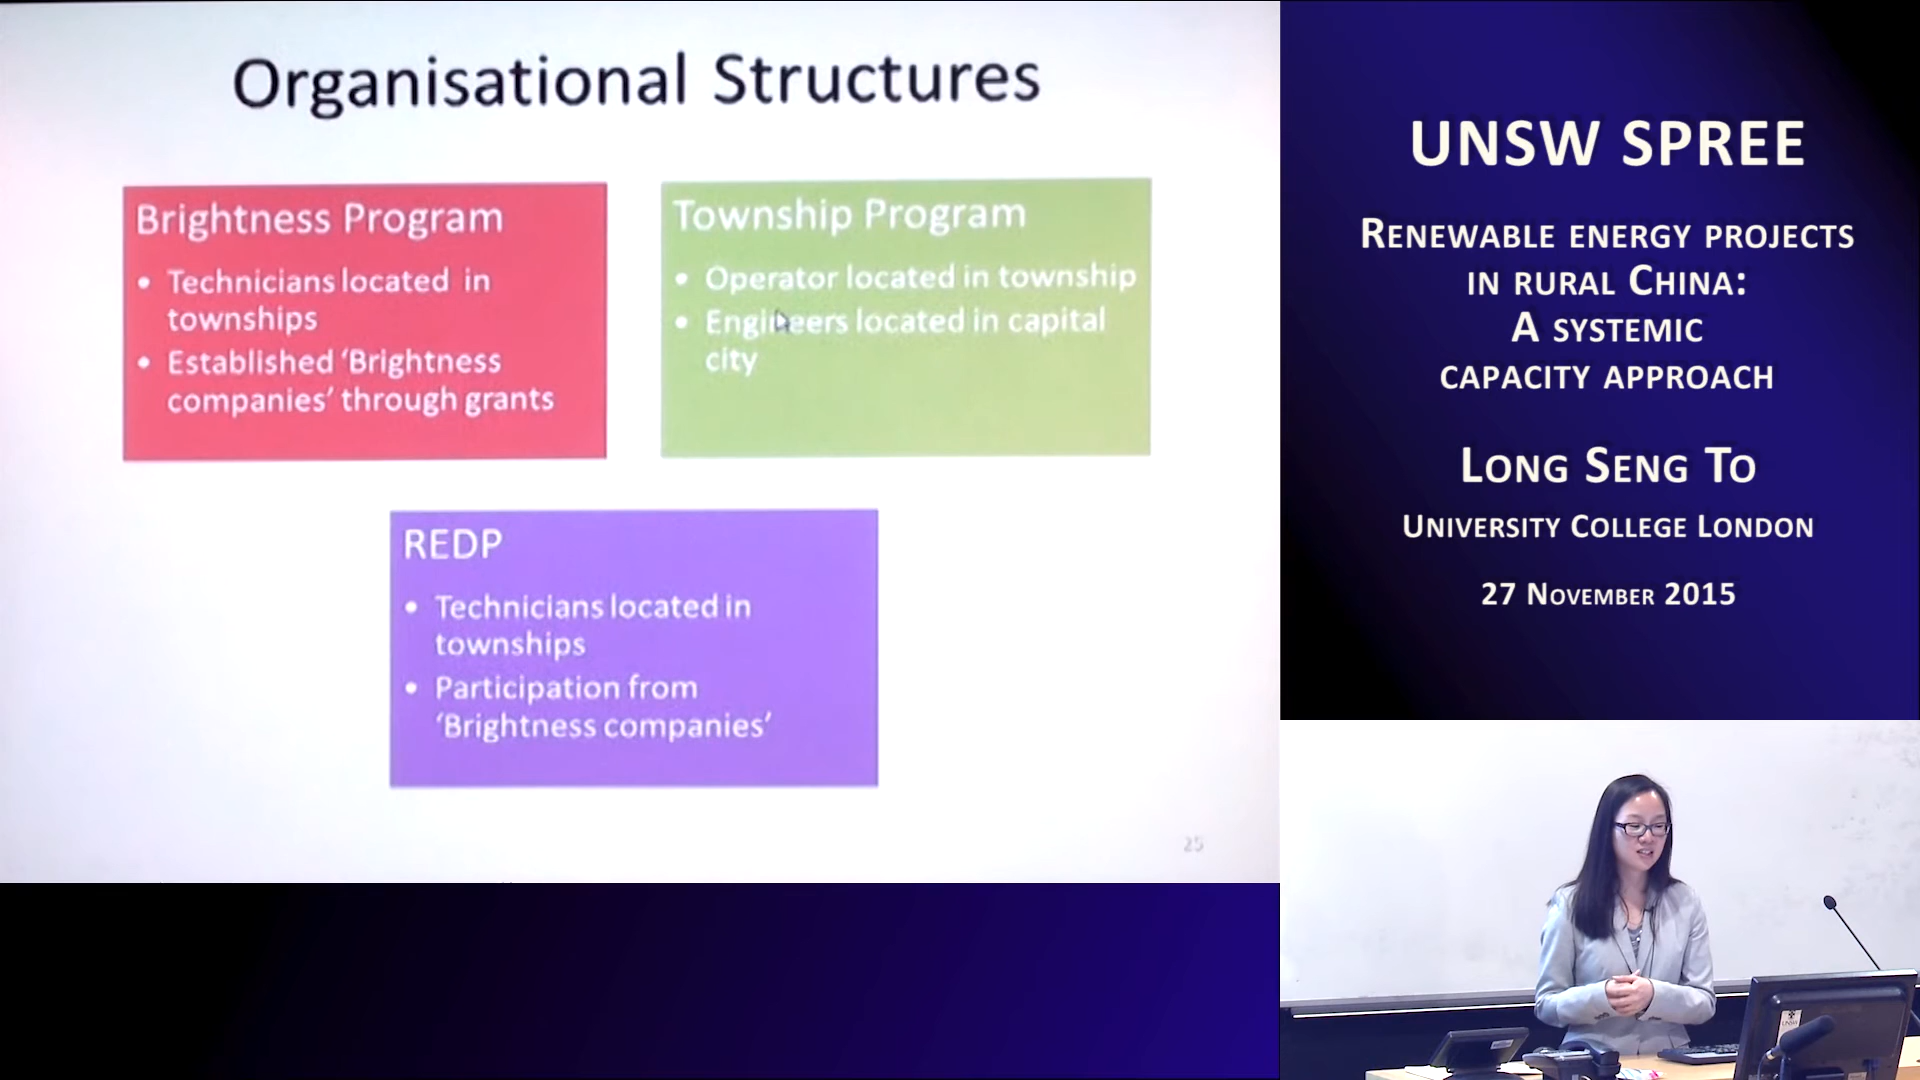 Organisational Structures
Brightness Program
• Technicians located in
townships
• Established ‘Brightness
companies’ through grants
Township Program
• Operator located in township
• Engineers located in capital
city
REDP
• Technicians located in
townships
• Participation from
‘Brightness companies’
25
UNSW SPREE
Renewable energy projects
in rural China:
A systemic
capacity approach
Long Seng To
University College London
27 November 2015
UNSW